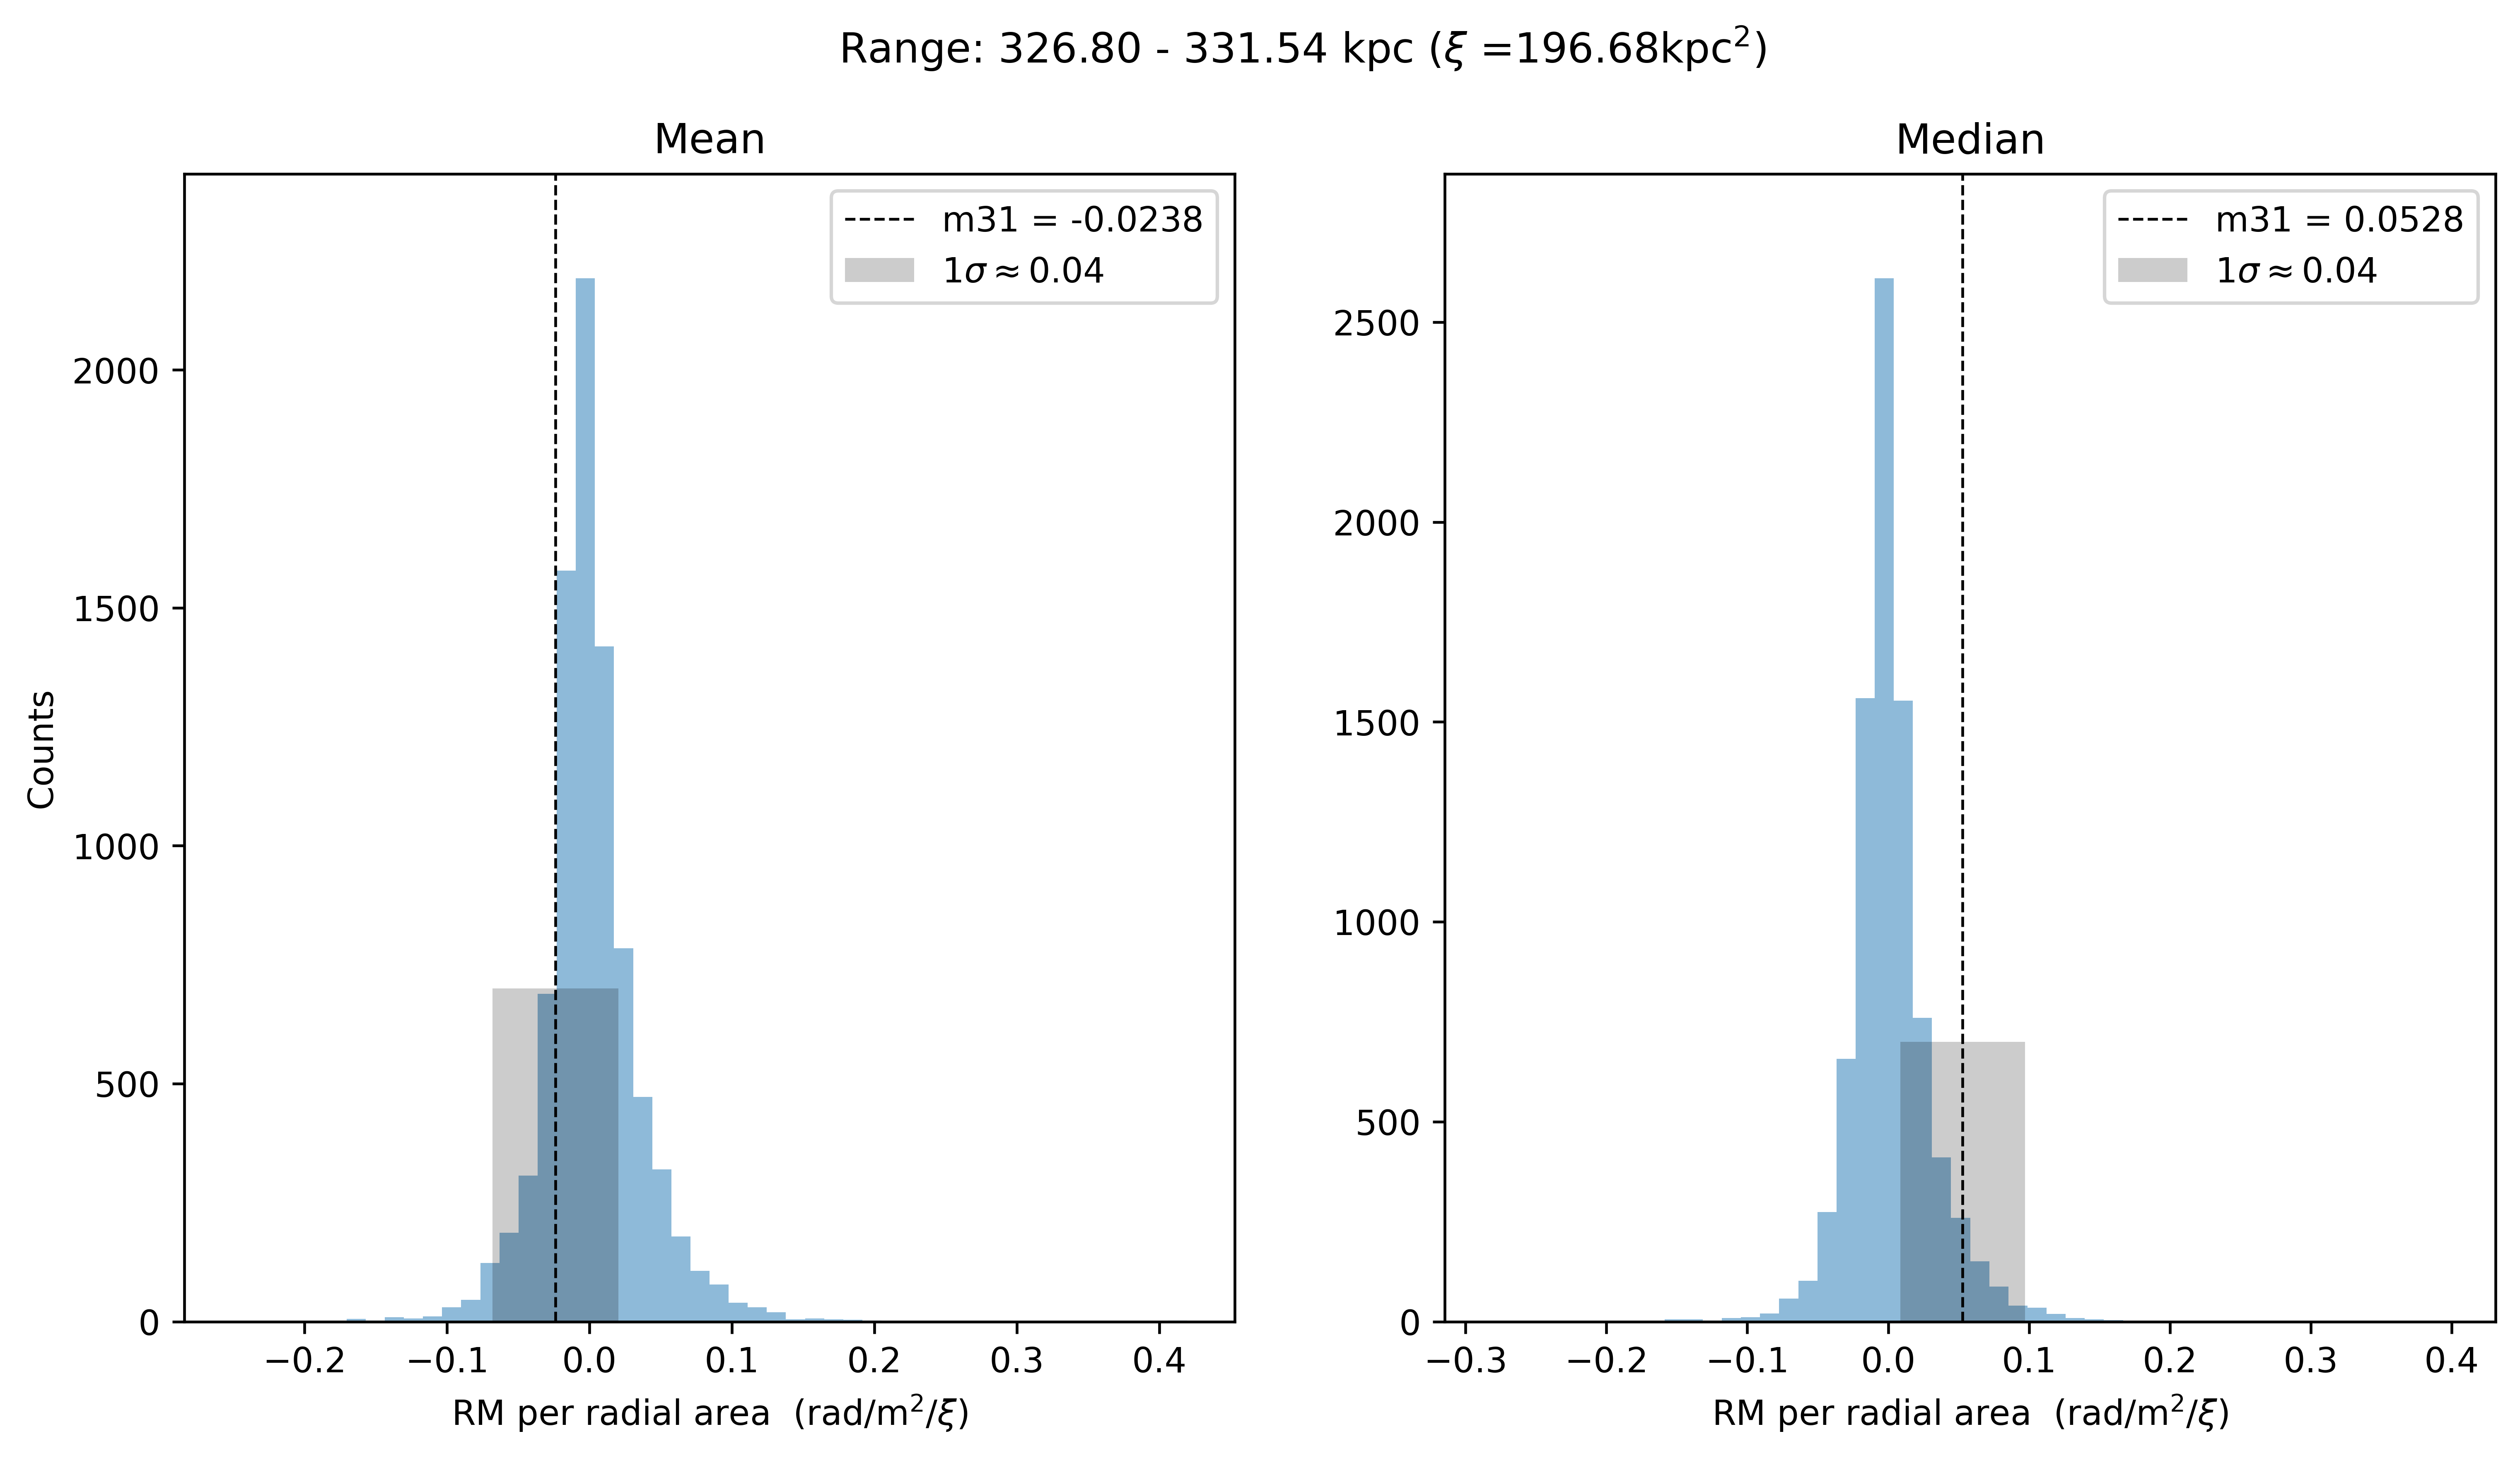 Range: 326.80 - 331.54 kpc (ξ =196.68kpc²)
Mean
m31 = -0.0238
1σ ≈ 0.04
2000
1500
1000
500
0
Counts
−0.2 −0.1 0.0 0.1 0.2 0.3 0.4
RM per radial area (rad/m²/ξ)
Median
m31 = 0.0528
1σ ≈ 0.04
2500
2000
1500
1000
500
0
−0.3 −0.2 −0.1 0.0 0.1 0.2 0.3 0.4
RM per radial area (rad/m²/ξ)